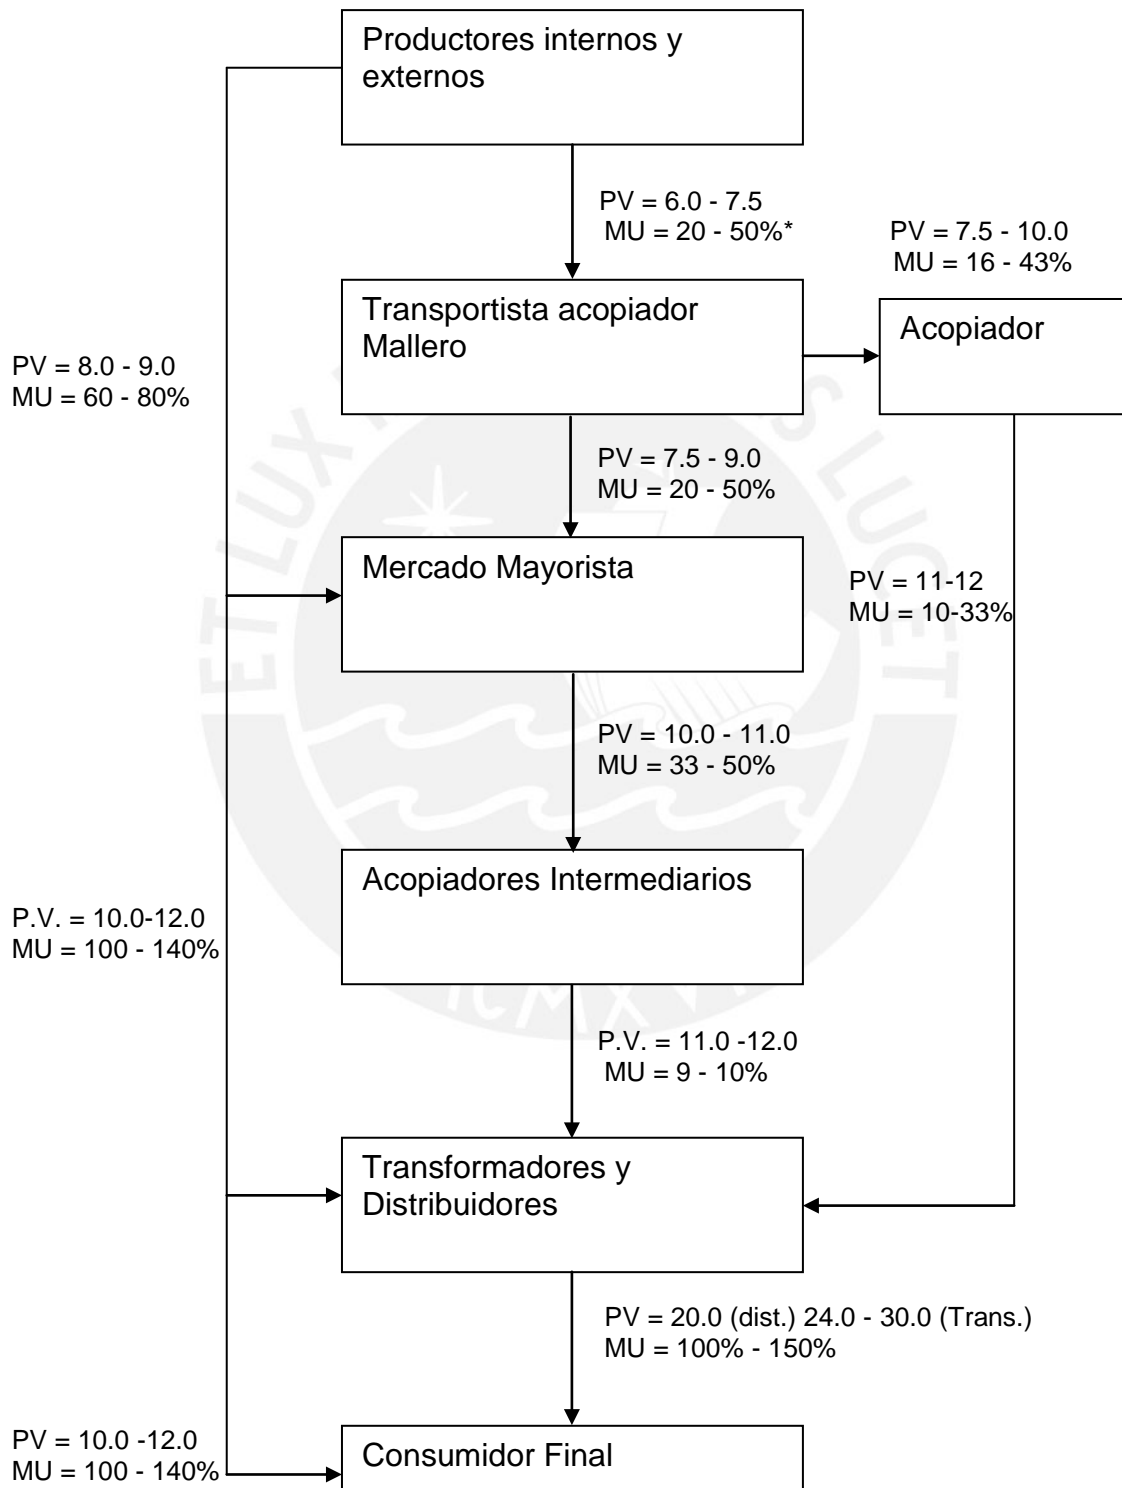 Productores internos y
externos
PV = 6.0 - 7.5
MU = 20 - 50%*
PV = 7.5 - 10.0
MU = 16 - 43%
Transportista acopiador
Mallero
Acopiador
PV = 8.0 - 9.0
MU = 60 - 80%
PV = 7.5 - 9.0
MU = 20 - 50%
Mercado Mayorista
PV = 11-12
MU = 10-33%
PV = 10.0 - 11.0
MU = 33 - 50%
Acopiadores Intermediarios
P.V. = 10.0-12.0
MU = 100 - 140%
P.V. = 11.0 -12.0
MU = 9 - 10%
Transformadores y
Distribuidores
PV = 20.0 (dist.) 24.0 - 30.0 (Trans.)
MU = 100% - 150%
PV = 10.0 -12.0
MU = 100 - 140%
Consumidor Final